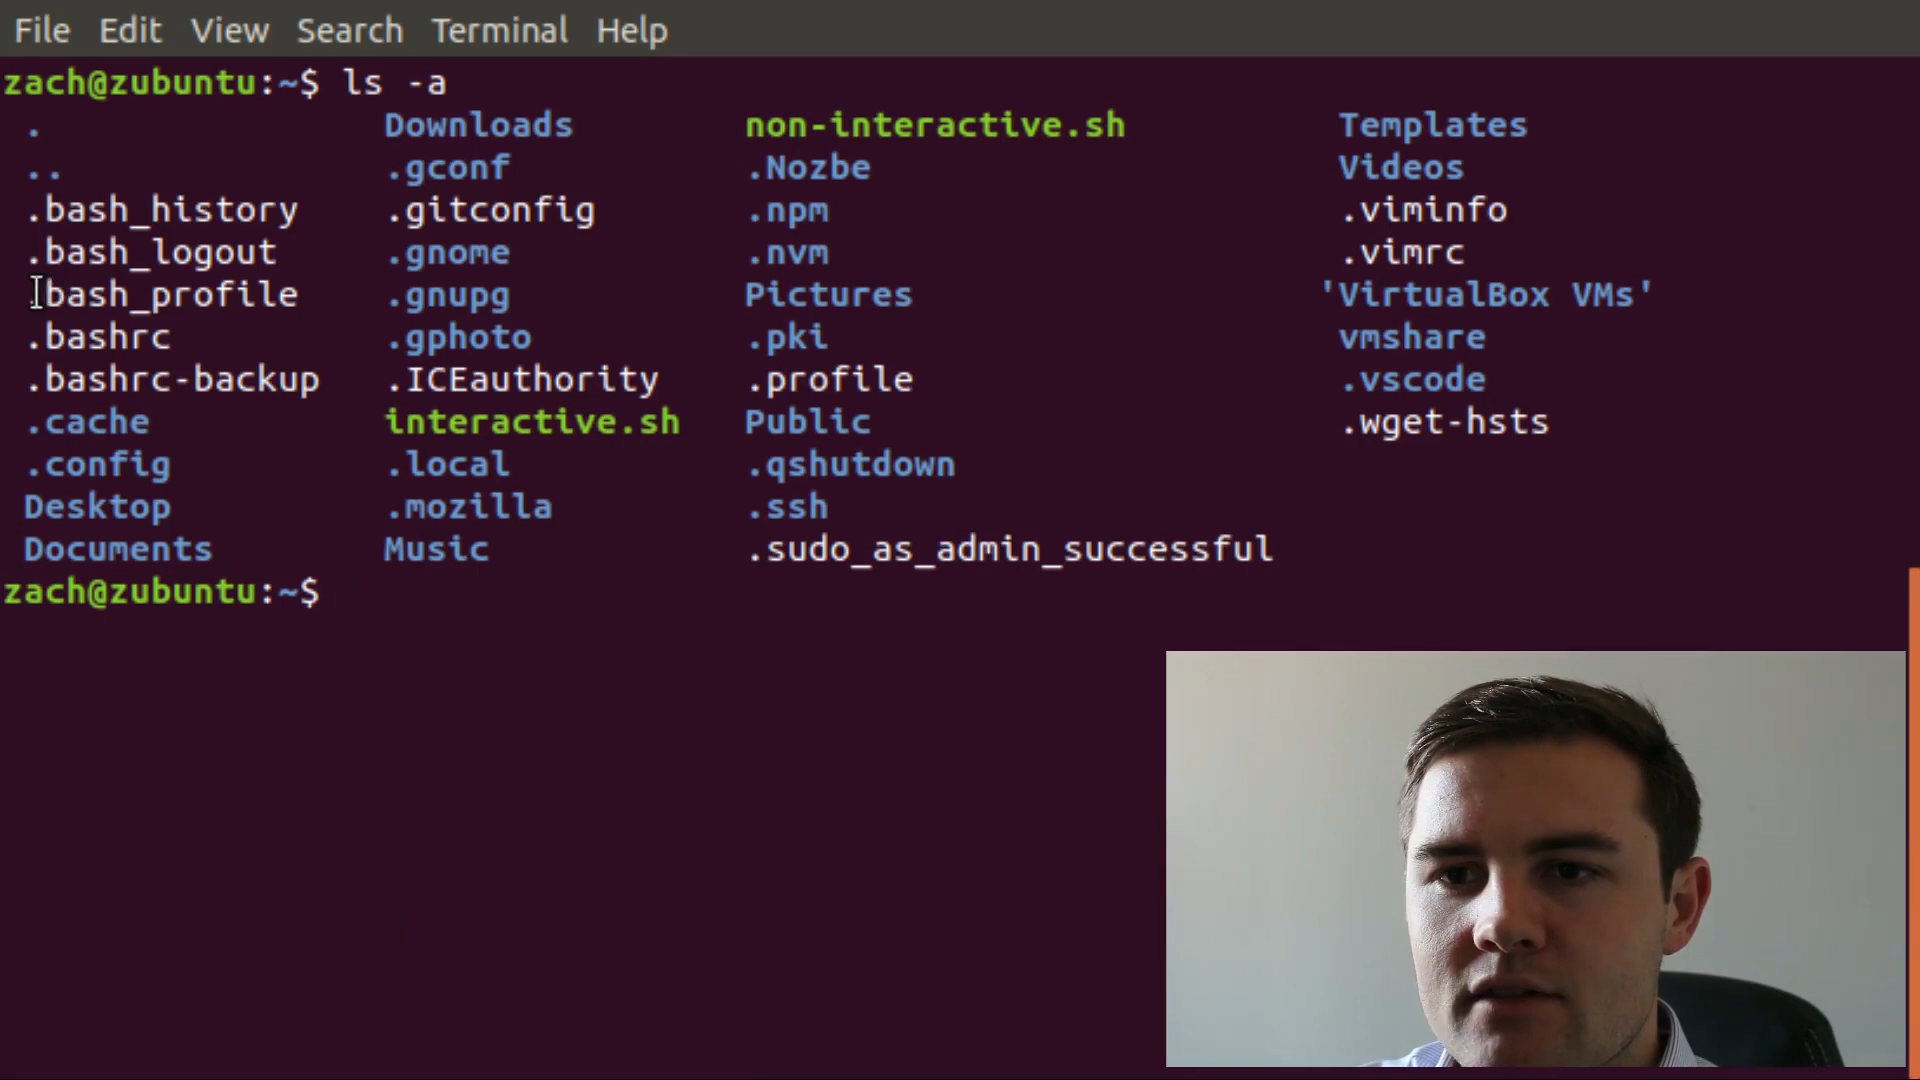 File Edit View Search Terminal Help
zach@zubuntu:~$ ls -a
. Downloads non-interactive.sh Templates
.. .gconf .Nozbe Videos
.bash_history .gitconfig .npm .viminfo
.bash_logout .gnome .nvm .vimrc
.bash_profile .gnupg Pictures 'VirtualBox VMs'
.bashrc .gphoto .pki vmshare
.bashrc-backup .ICEauthority .profile .vscode
.cache interactive.sh Public .wget-hsts
.config .local .qshutdown
Desktop .mozilla .ssh
Documents Music .sudo_as_admin_successful
zach@zubuntu:~$